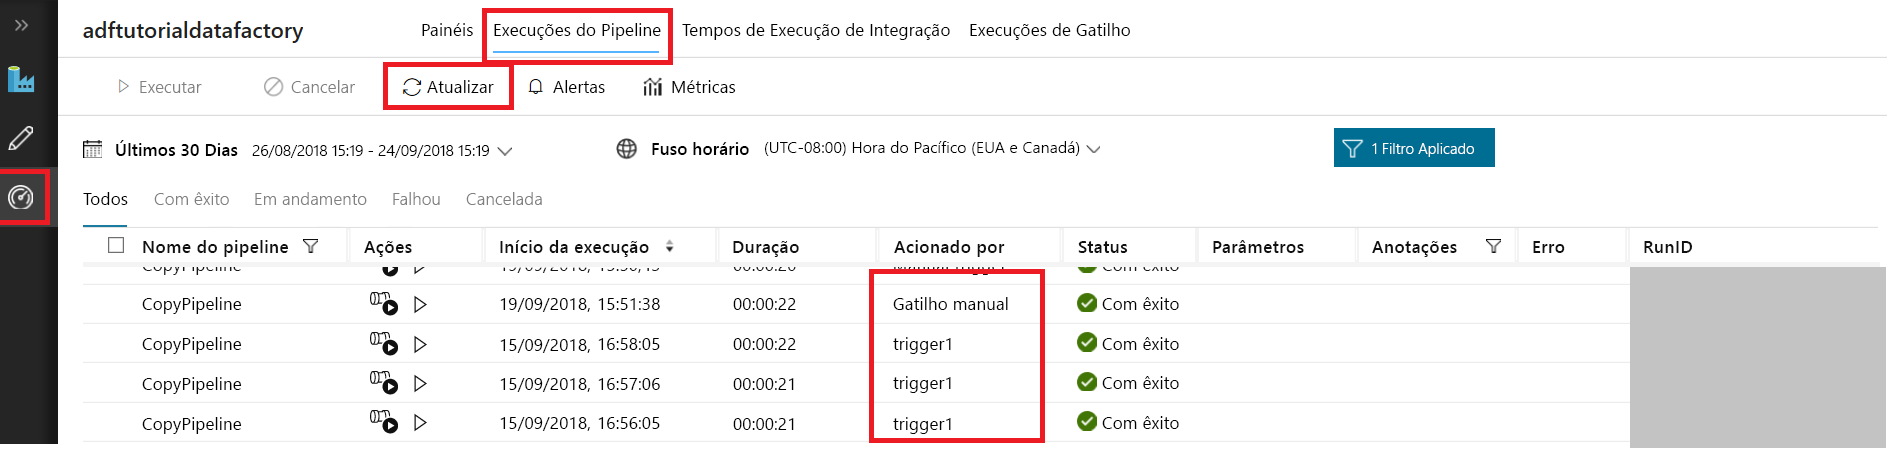 adftutorialdatafactory Painéis Execuções do Pipeline Tempos de Execução de Integração Execuções de Gatilho
Executar Cancelar Atualizar Alertas Métricas
Últimos 30 Dias 26/08/2018 15:19 - 24/09/2018 15:19 Fuso horário (UTC-08:00) Hora do Pacífico (EUA e Canadá) 1 Filtro Aplicado
Todos Com êxito Em andamento Falhou Cancelada
Nome do pipeline Ações Início da execução Duração Acionado por Status Parâmetros Anotações Erro RunID
CopyPipeline Com êxito
CopyPipeline 19/09/2018, 15:51:38 00:00:22 Gatilho manual Com êxito
CopyPipeline 15/09/2018, 16:58:05 00:00:22 trigger1 Com êxito
CopyPipeline 15/09/2018, 16:57:06 00:00:21 trigger1 Com êxito
CopyPipeline 15/09/2018, 16:56:05 00:00:21 trigger1 Com êxito